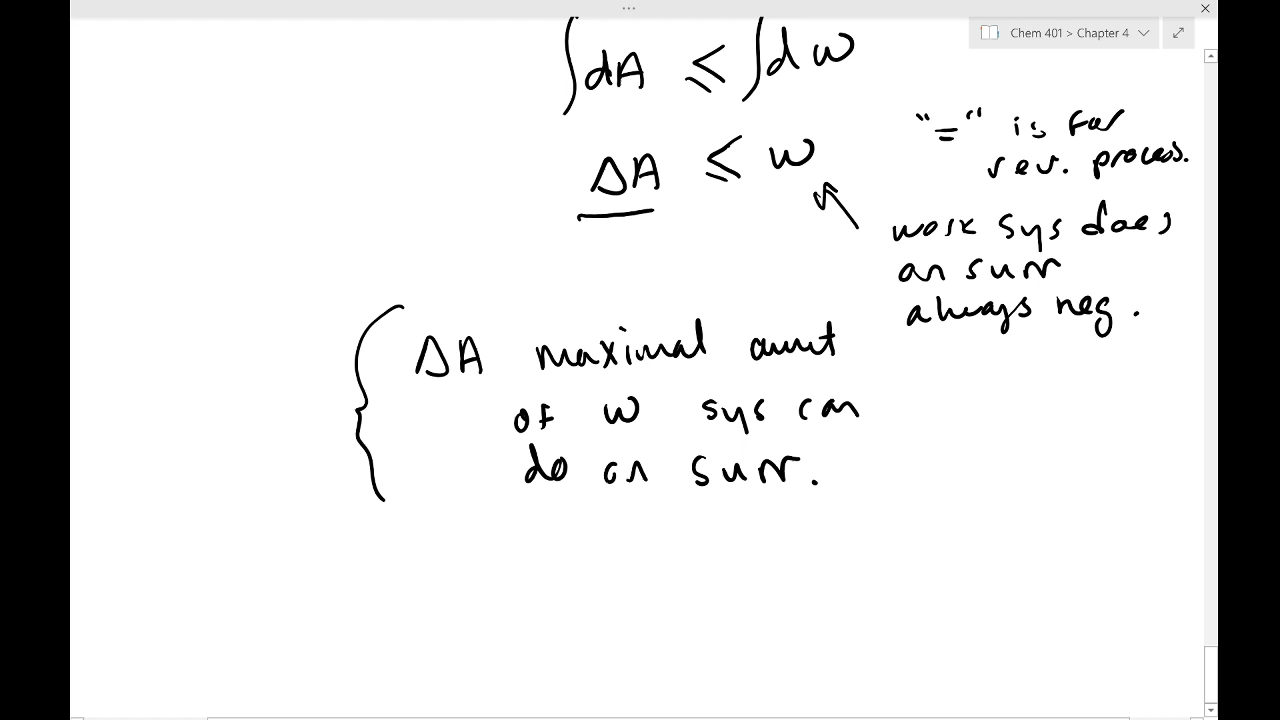 Chem 401 > Chapter 4
∫dA ≤ ∫dw
ΔA ≤ w
"=" is for
rev. process.
work sys does
on surr
always neg.
ΔA maximal amnt
of w sys can
do on surr.